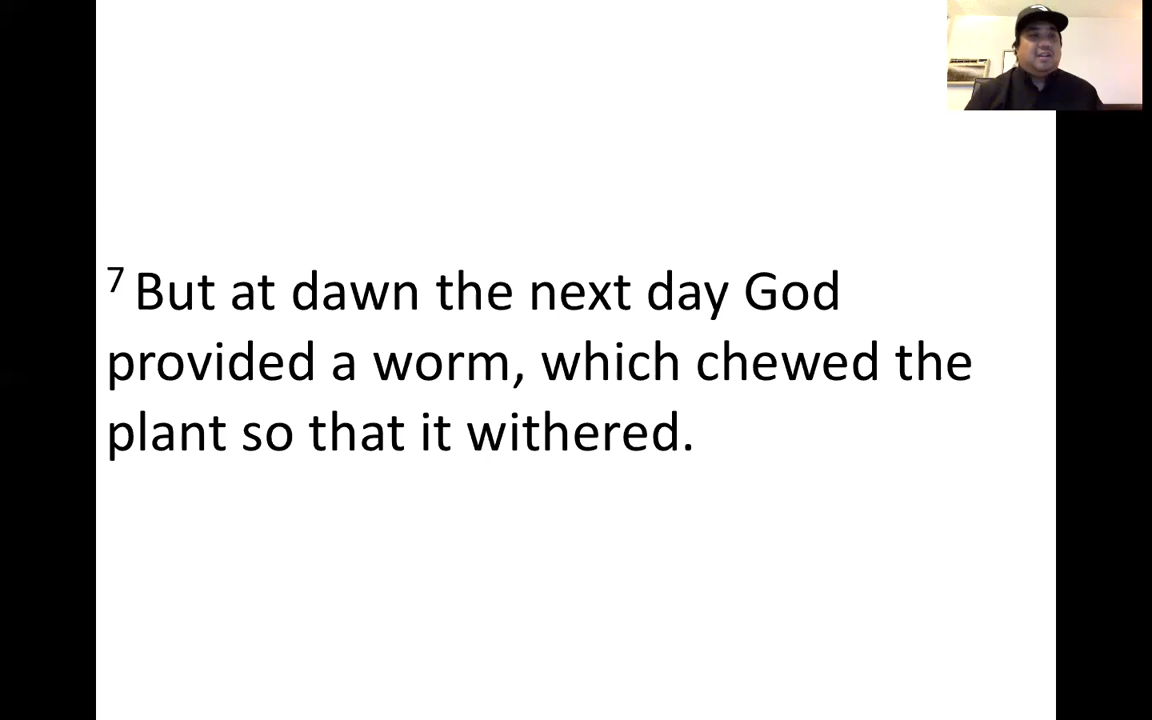 7 But at dawn the next day God
provided a worm, which chewed the
plant so that it withered.